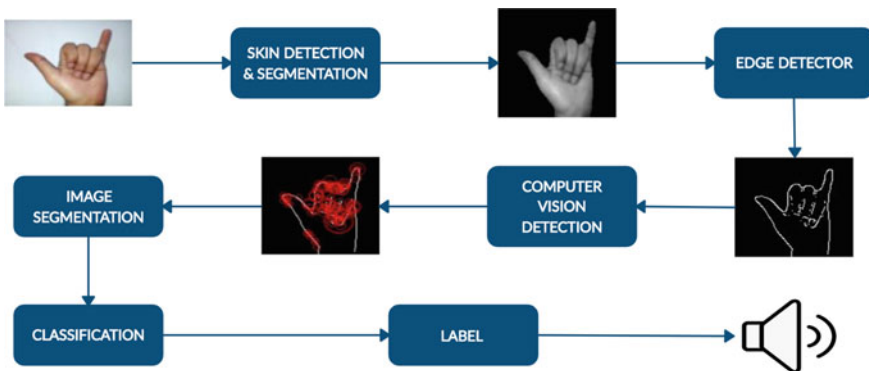 SKIN DETECTION
& SEGMENTATION
EDGE DETECTOR
IMAGE
SEGMENTATION
COMPUTER
VISION
DETECTION
CLASSIFICATION
LABEL